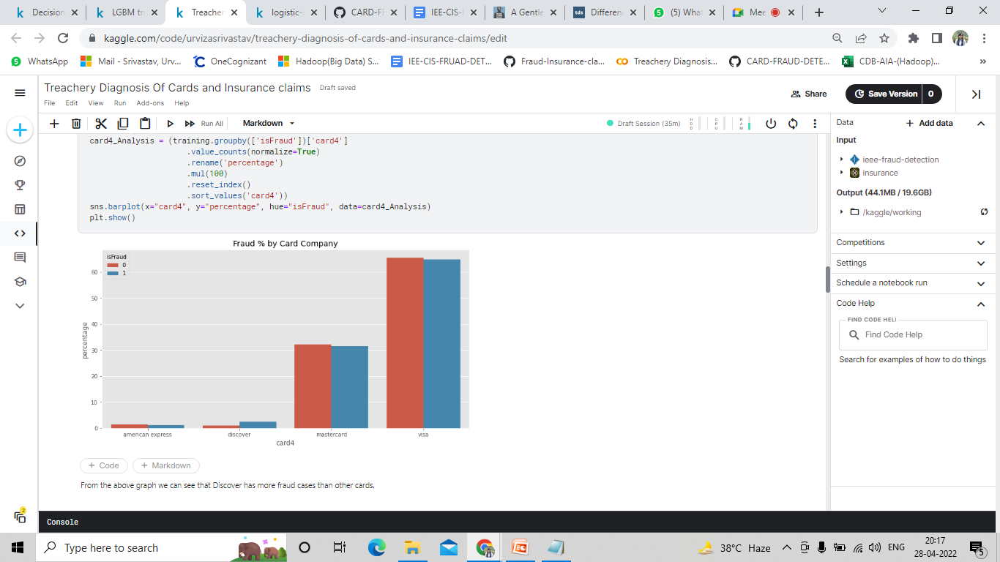 Decision
LGBM tr
Treacher
logistic-
CARD-F
IEE-CIS-
A Gentle
tds
Differen
(5) What
Mee
kaggle.com/code/urvizasrivastav/treachery-diagnosis-of-cards-and-insurance-claims/edit
WhatsApp
Mail - Srivastav, Urv...
OneCognizant
Hadoop(Big Data) S...
IEE-CIS-FRUAD-DET...
Fraud-Insurance-cla...
Treachery Diagnosis...
CARD-FRAUD-DETE...
CDB-AIA-(Hadoop)...
Treachery Diagnosis Of Cards and Insurance claims
Draft saved
File Edit View Run Add-ons Help
Share
Save Version 0
Run All
Markdown
Draft Session (35m)
HDD
CPU
RAM
card4_Analysis = (training.groupby(['isFraud'])['card4']
.value_counts(normalize=True)
.rename('percentage')
.mul(100)
.reset_index()
.sort_values('card4'))
sns.barplot(x="card4", y="percentage", hue="isFraud", data=card4_Analysis)
plt.show()
Fraud % by Card Company
isFraud
0
1
60
50
40
30
20
10
0
percentage
american express
discover
mastercard
visa
card4
+ Code
+ Markdown
From the above graph we can see that Discover has more fraud cases than other cards.
Data
+ Add data
Input
ieee-fraud-detection
insurance
Output (44.1MB / 19.6GB)
/kaggle/working
Competitions
Settings
Schedule a notebook run
Code Help
FIND CODE HELI
Find Code Help
Search for examples of how to do things
2
Console
Type here to search
38°C Haze
ENG
20:17
28-04-2022
5